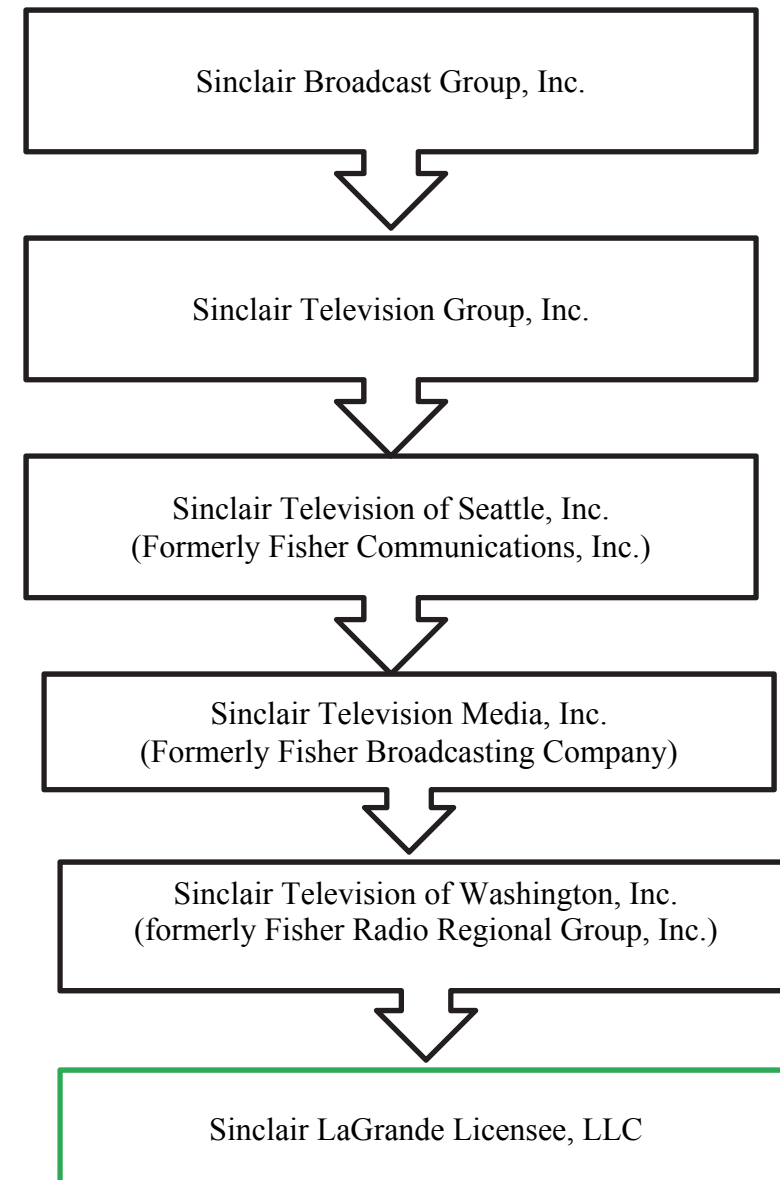 Sinclair Broadcast Group, Inc.
Sinclair Television Group, Inc.
Sinclair Television of Seattle, Inc.
(Formerly Fisher Communications, Inc.)
Sinclair Television Media, Inc.
(Formerly Fisher Broadcasting Company)
Sinclair Television of Washington, Inc.
(formerly Fisher Radio Regional Group, Inc.)
Sinclair LaGrande Licensee, LLC